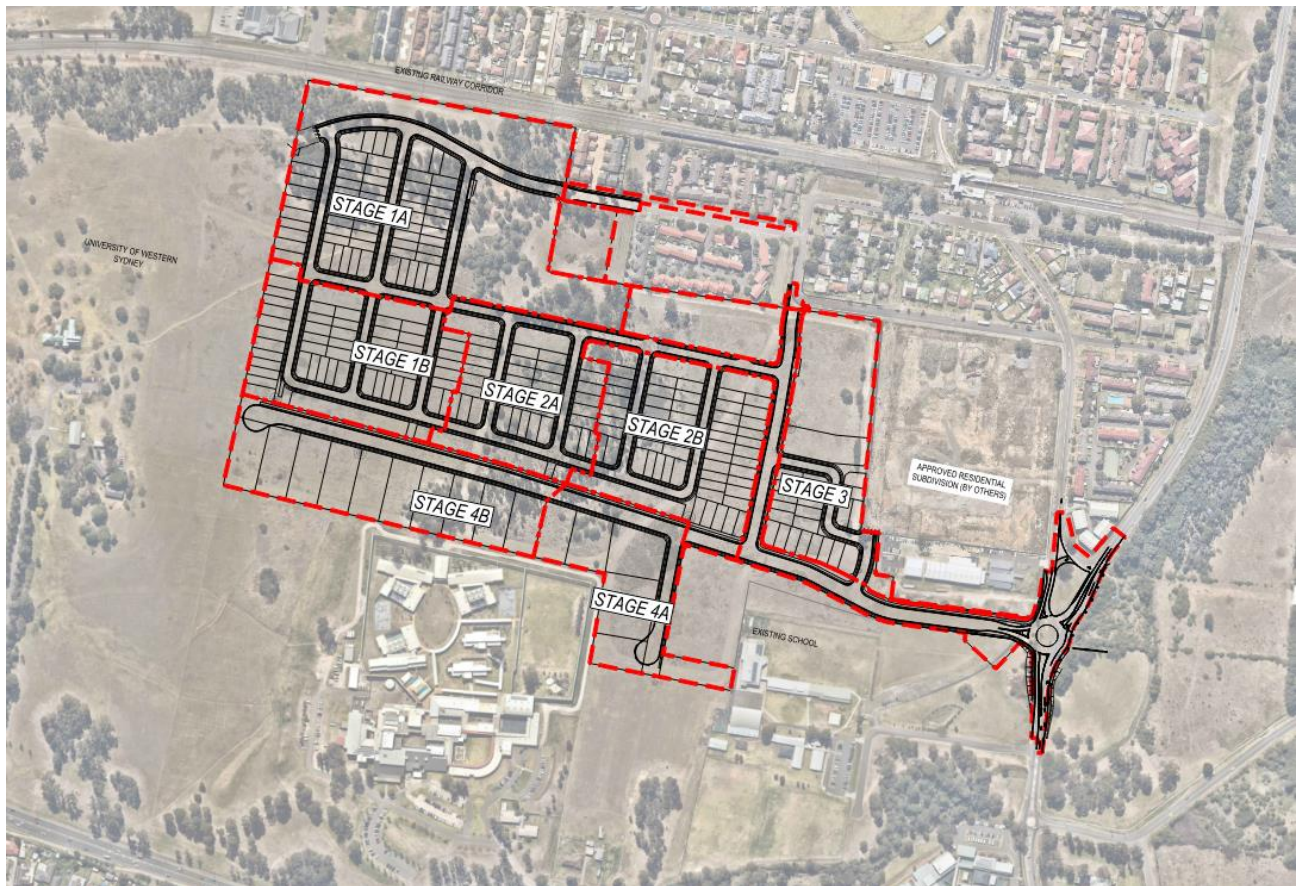 EXISTING RAILWAY CORRIDOR
STAGE 1A
UNIVERSITY OF WESTERN
SYDNEY
STAGE 1B
STAGE 2A
STAGE 2B
STAGE 3
APPROVED RESIDENTIAL
SUBDIVISION (BY OTHERS)
STAGE 4B
STAGE 4A
EXISTING SCHOOL